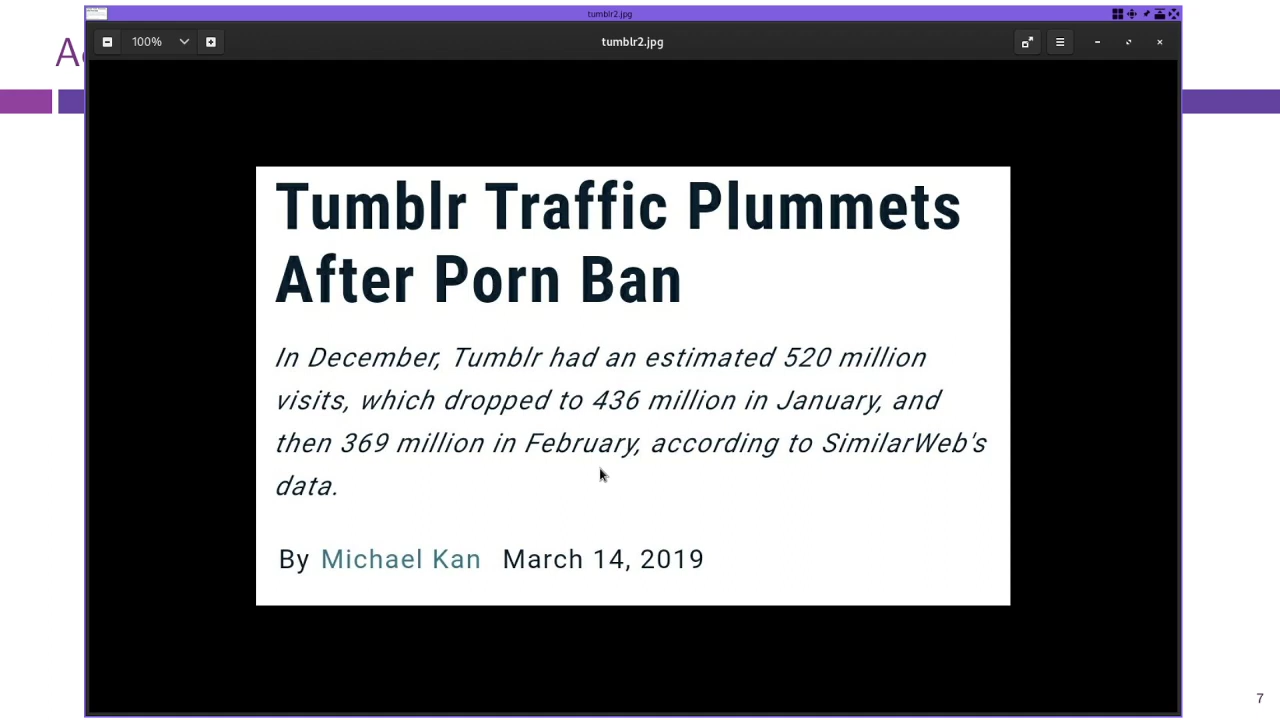 tumblr2.jpg
100%
tumblr2.jpg
Tumblr Traffic Plummets
After Porn Ban
In December, Tumblr had an estimated 520 million
visits, which dropped to 436 million in January, and
then 369 million in February, according to SimilarWeb's
data.
By Michael Kan March 14, 2019
7